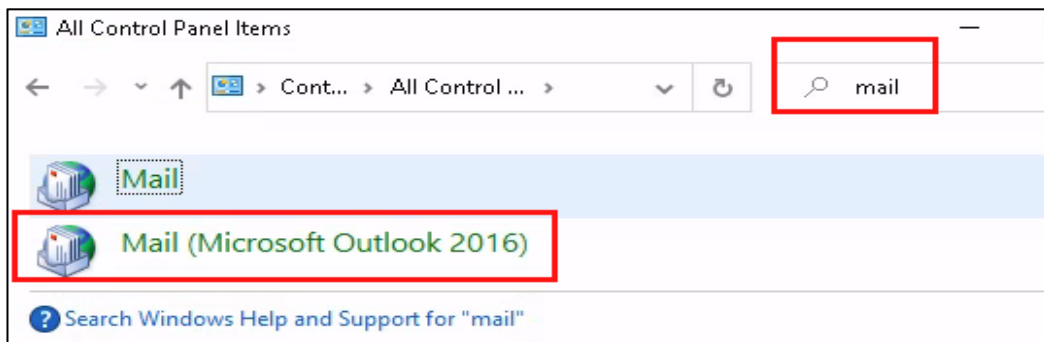 All Control Panel Items
Cont... > All Control ... > mail
Mail
Mail (Microsoft Outlook 2016)
Search Windows Help and Support for "mail"